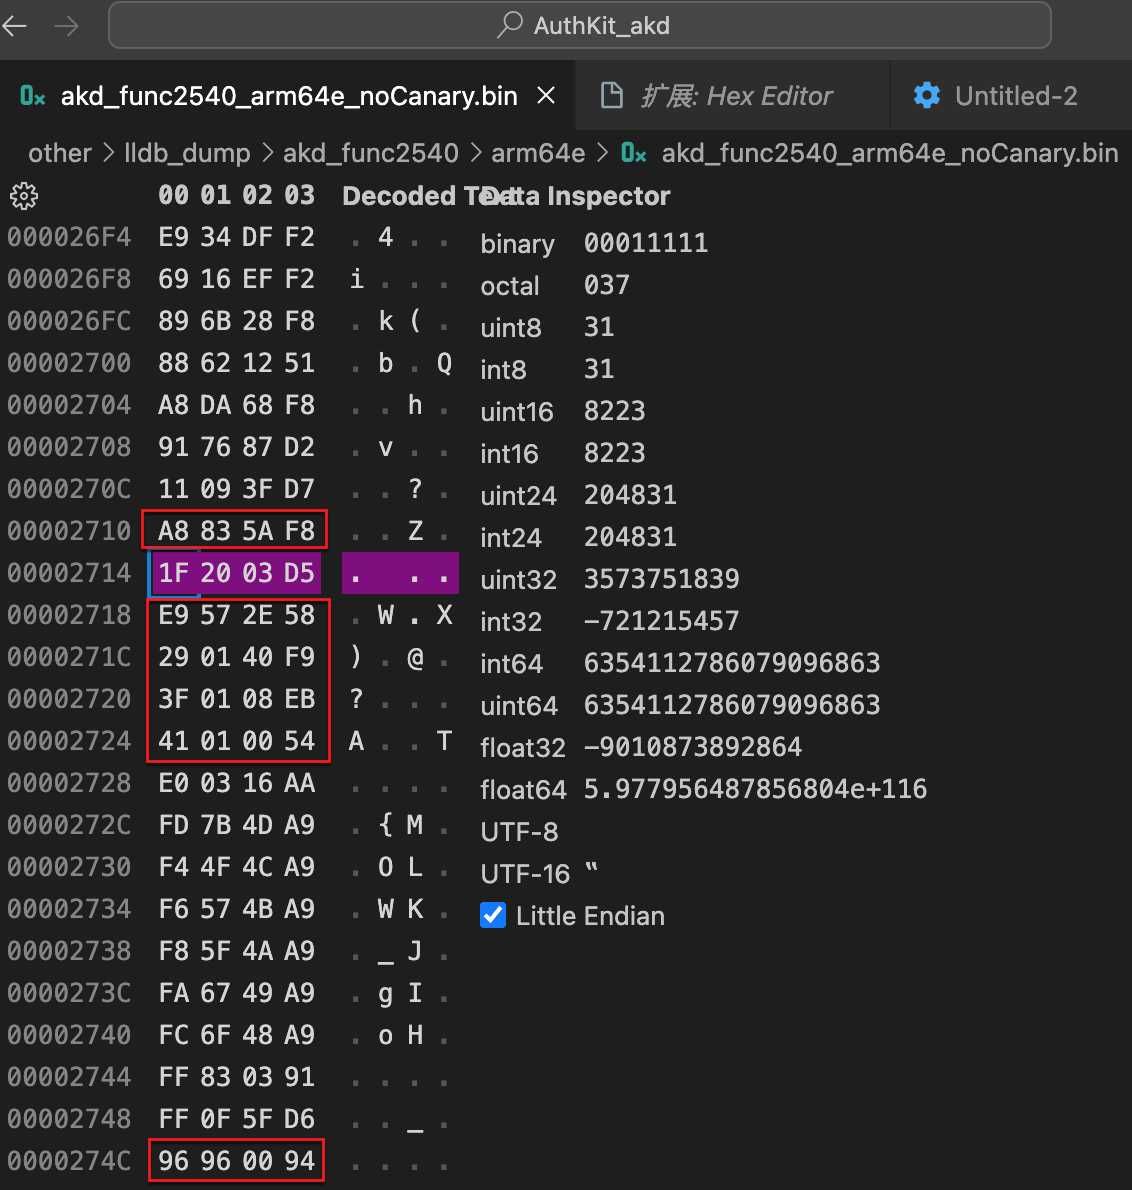 AuthKit_akd
akd_func2540_arm64e_noCanary.bin
扩展: Hex Editor
Untitled-2
other > lldb_dump > akd_func2540 > arm64e > akd_func2540_arm64e_noCanary.bin
00 01 02 03 Decoded Text Data Inspector
000026F4 E9 34 DF F2 . 4 . .
000026F8 69 16 EF F2 i . . .
000026FC 89 6B 28 F8 . k ( .
00002700 88 62 12 51 . b . Q
00002704 A8 DA 68 F8 . . h .
00002708 91 76 87 D2 . v . .
0000270C 11 09 3F D7 . . ? .
00002710 A8 83 5A F8 . . Z .
00002714 1F 20 03 D5 .   . .
00002718 E9 57 2E 58 . W . X
0000271C 29 01 40 F9 ) . @ .
00002720 3F 01 08 EB ? . . .
00002724 41 01 00 54 A . . T
00002728 E0 03 16 AA . . . .
0000272C FD 7B 4D A9 . { M .
00002730 F4 4F 4C A9 . O L .
00002734 F6 57 4B A9 . W K .
00002738 F8 5F 4A A9 . _ J .
0000273C FA 67 49 A9 . g I .
00002740 FC 6F 48 A9 . o H .
00002744 FF 83 03 91 . . . .
00002748 FF 0F 5F D6 . . _ .
0000274C 96 96 00 94 . . . .
binary 00011111
octal 037
uint8 31
int8 31
uint16 8223
int16 8223
uint24 204831
int24 204831
uint32 3573751839
int32 -721215457
int64 6354112786079096863
uint64 6354112786079096863
float32 -9010873892864
float64 5.977956487856804e+116
UTF-8
UTF-16 ‟
Little Endian